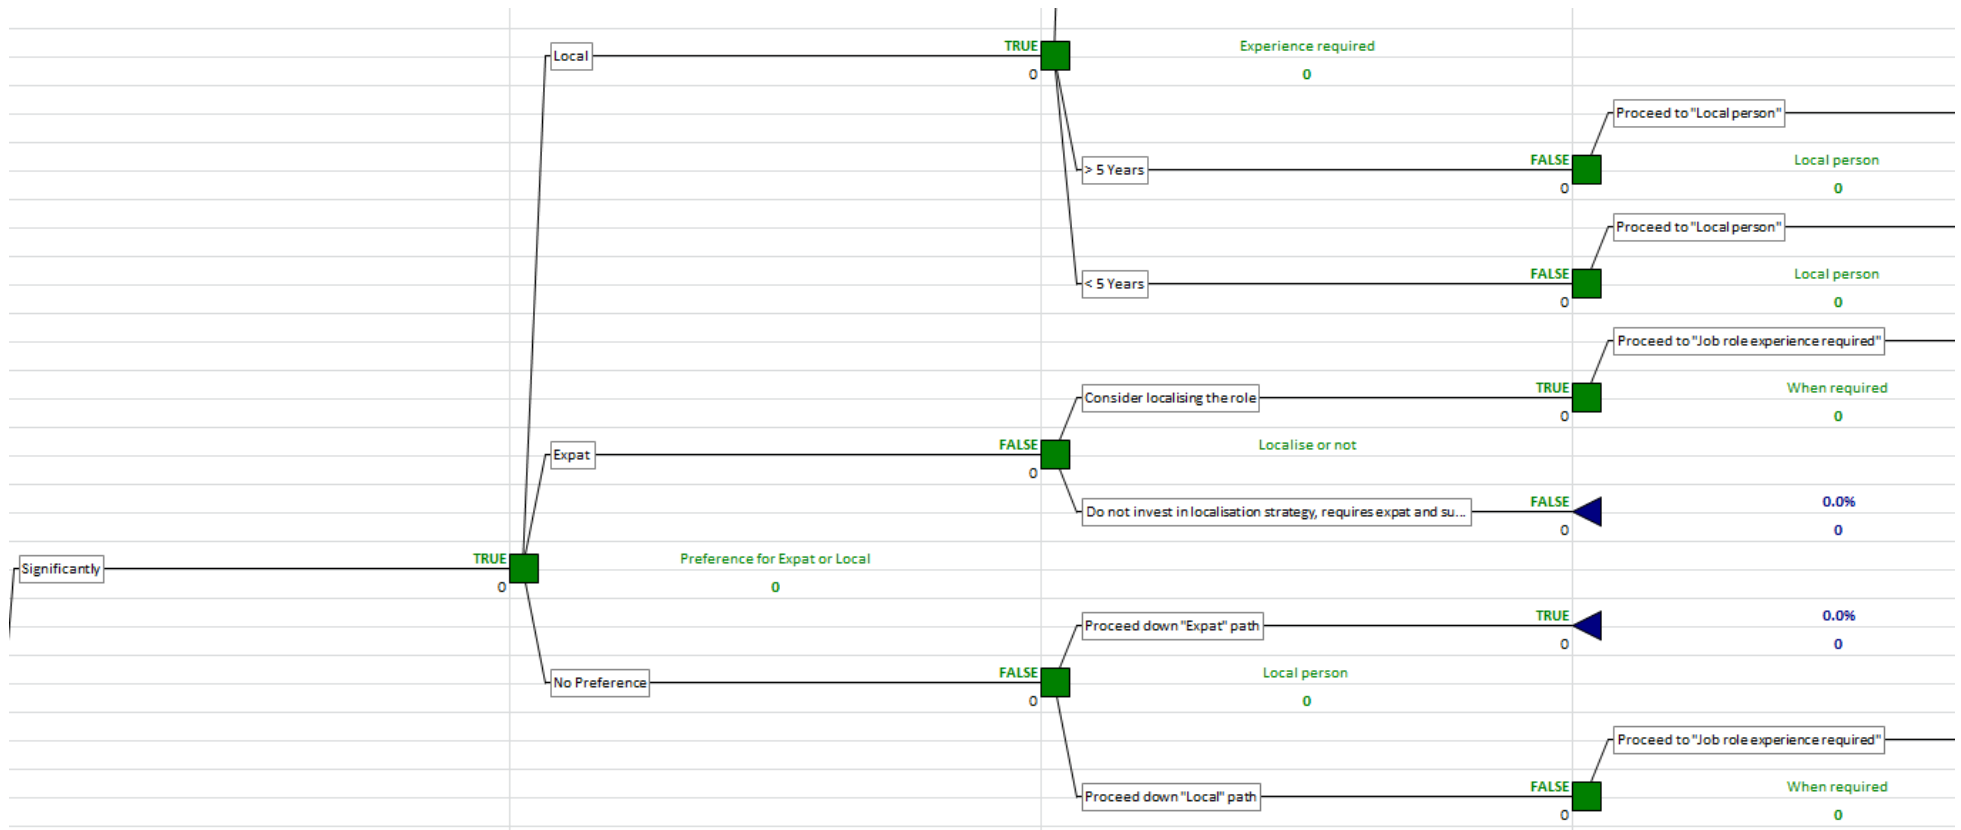 TRUE
Experience required
Local
0
0
Proceed to "Local person"
FALSE
Local person
> 5 Years
0
0
Proceed to "Local person"
FALSE
Local person
< 5 Years
0
0
Proceed to "Job role experience required"
TRUE
When required
Consider localising the role
0
0
FALSE
Localise or not
Expat
0
FALSE
0.0%
Do not invest in localisation strategy, requires expat and su...
0
0
TRUE
Preference for Expat or Local
Significantly
0
0
TRUE
0.0%
Proceed down "Expat" path
0
0
FALSE
Local person
No Preference
0
0
Proceed to "Job role experience required"
FALSE
When required
Proceed down "Local" path
0
0